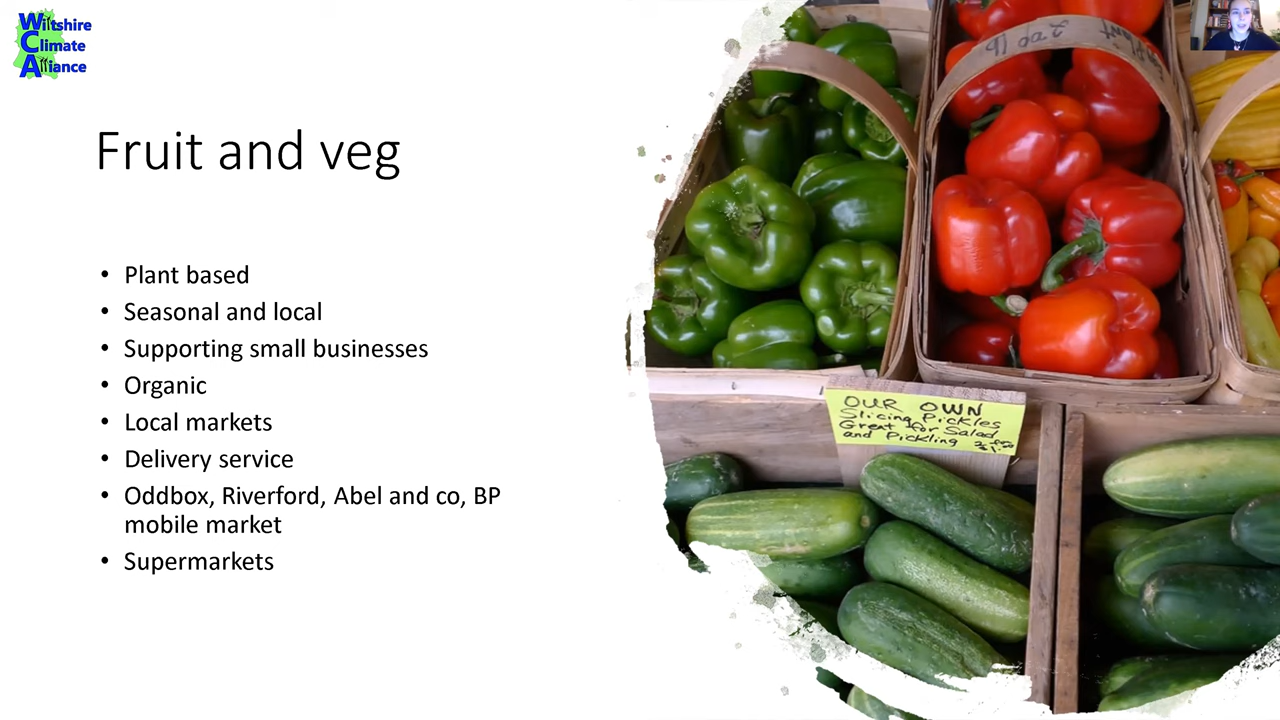 Wiltshire
Climate
Alliance
Fruit and veg
• Plant based
• Seasonal and local
• Supporting small businesses
• Organic
• Local markets
• Delivery service
• Oddbox, Riverford, Abel and co, BP
mobile market
• Supermarkets
OUR OWN
Slicing Pickles
Great for Salad
and Pickling